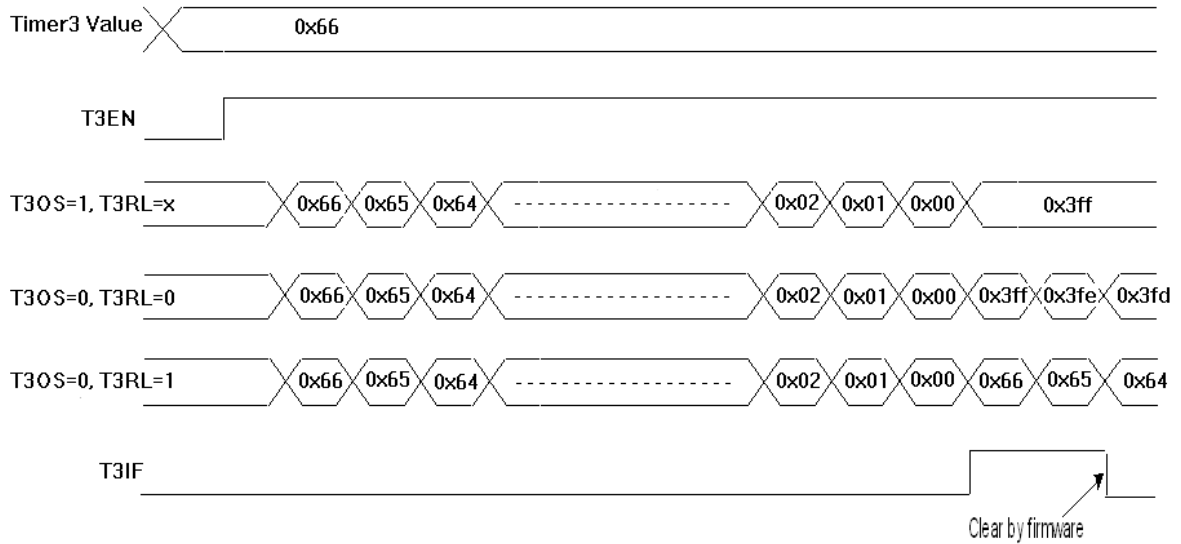 Timer3 Value 0x66
T3EN
T3OS=1, T3RL=x 0x66 0x65 0x64 0x02 0x01 0x00 0x3ff
T3OS=0, T3RL=0 0x66 0x65 0x64 0x02 0x01 0x00 0x3ff 0x3fe 0x3fd
T3OS=0, T3RL=1 0x66 0x65 0x64 0x02 0x01 0x00 0x66 0x65 0x64
T3IF
Clear by firmware